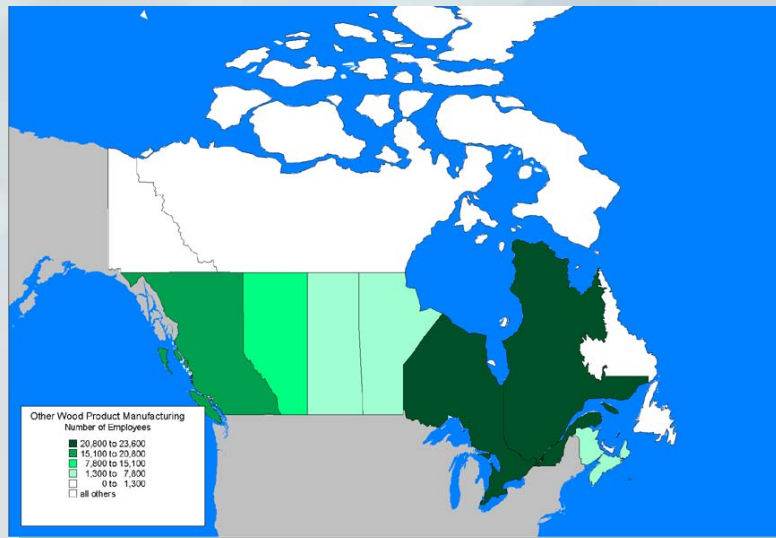 Other Wood Product Manufacturing
Number of Employees
20,800 to 23,600
15,100 to 20,800
7,800 to 15,100
1,300 to 7,800
0 to 1,300
all others